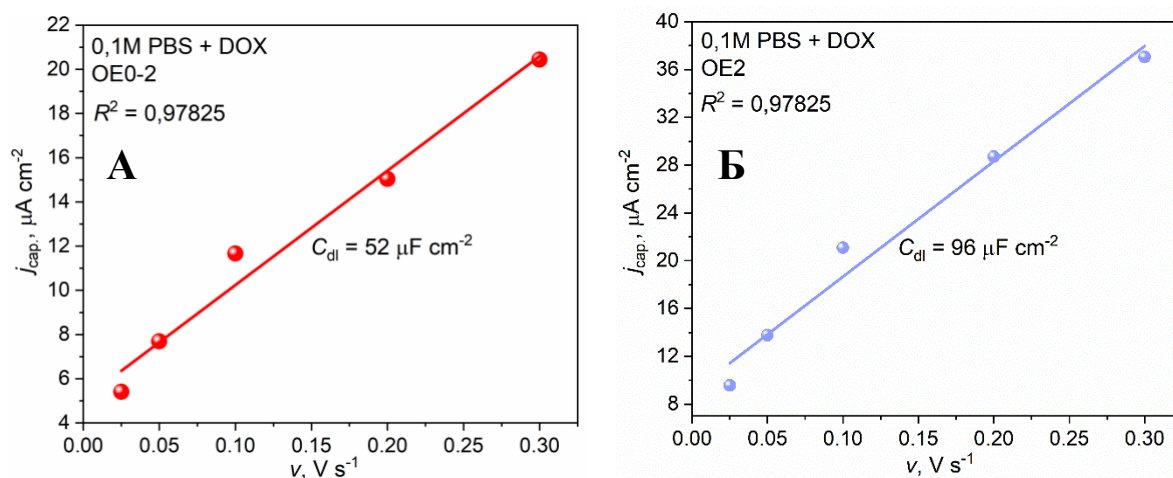 0,1M PBS + DOX
OE0-2
R² = 0,97825
А
Cdl = 52 μF cm-2
jcap., μA cm-2
22
20
18
16
14
12
10
8
6
4
0.00 0.05 0.10 0.15 0.20 0.25 0.30
v, V s-1
0,1M PBS + DOX
OE2
R² = 0,97825
Б
Cdl = 96 μF cm-2
jcap., μA cm-2
40
36
32
28
24
20
16
12
8
0.00 0.05 0.10 0.15 0.20 0.25 0.30
v, V s-1